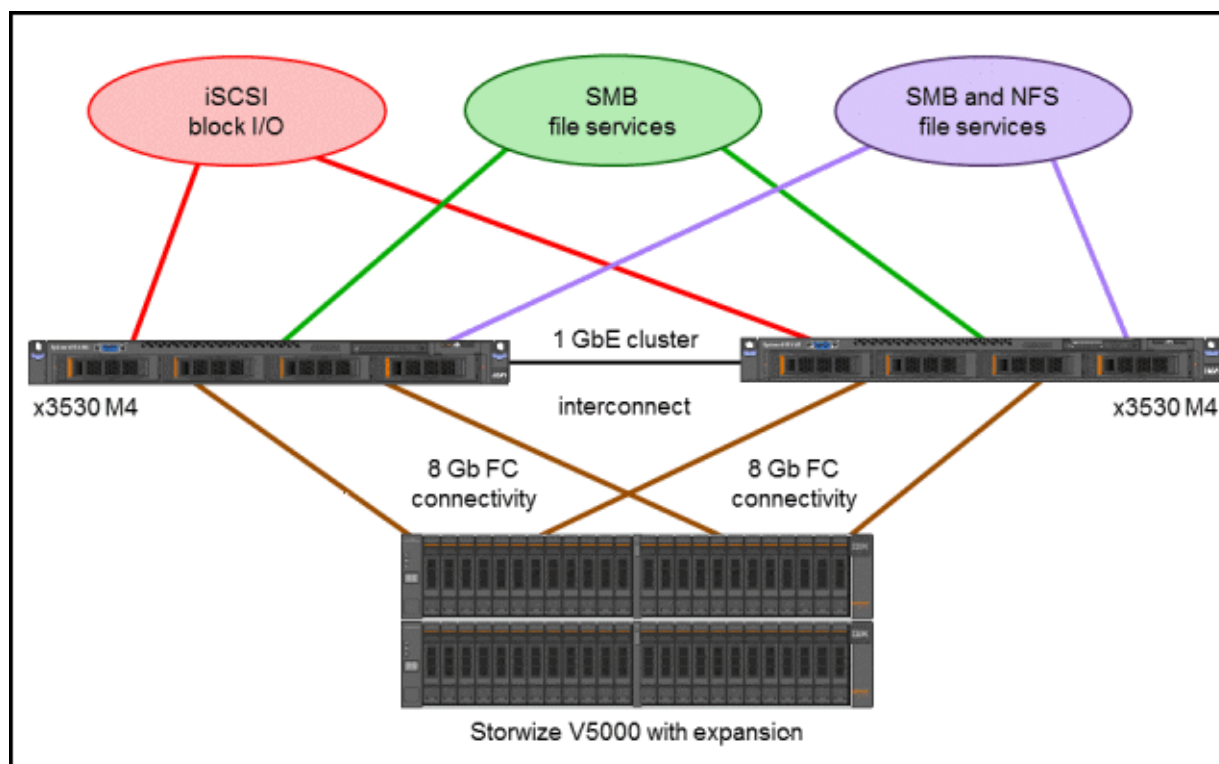 iSCSI
block I/O
SMB
file services
SMB and NFS
file services
1 GbE cluster
interconnect
x3530 M4
x3530 M4
8 Gb FC
connectivity
8 Gb FC
connectivity
Storwize V5000 with expansion